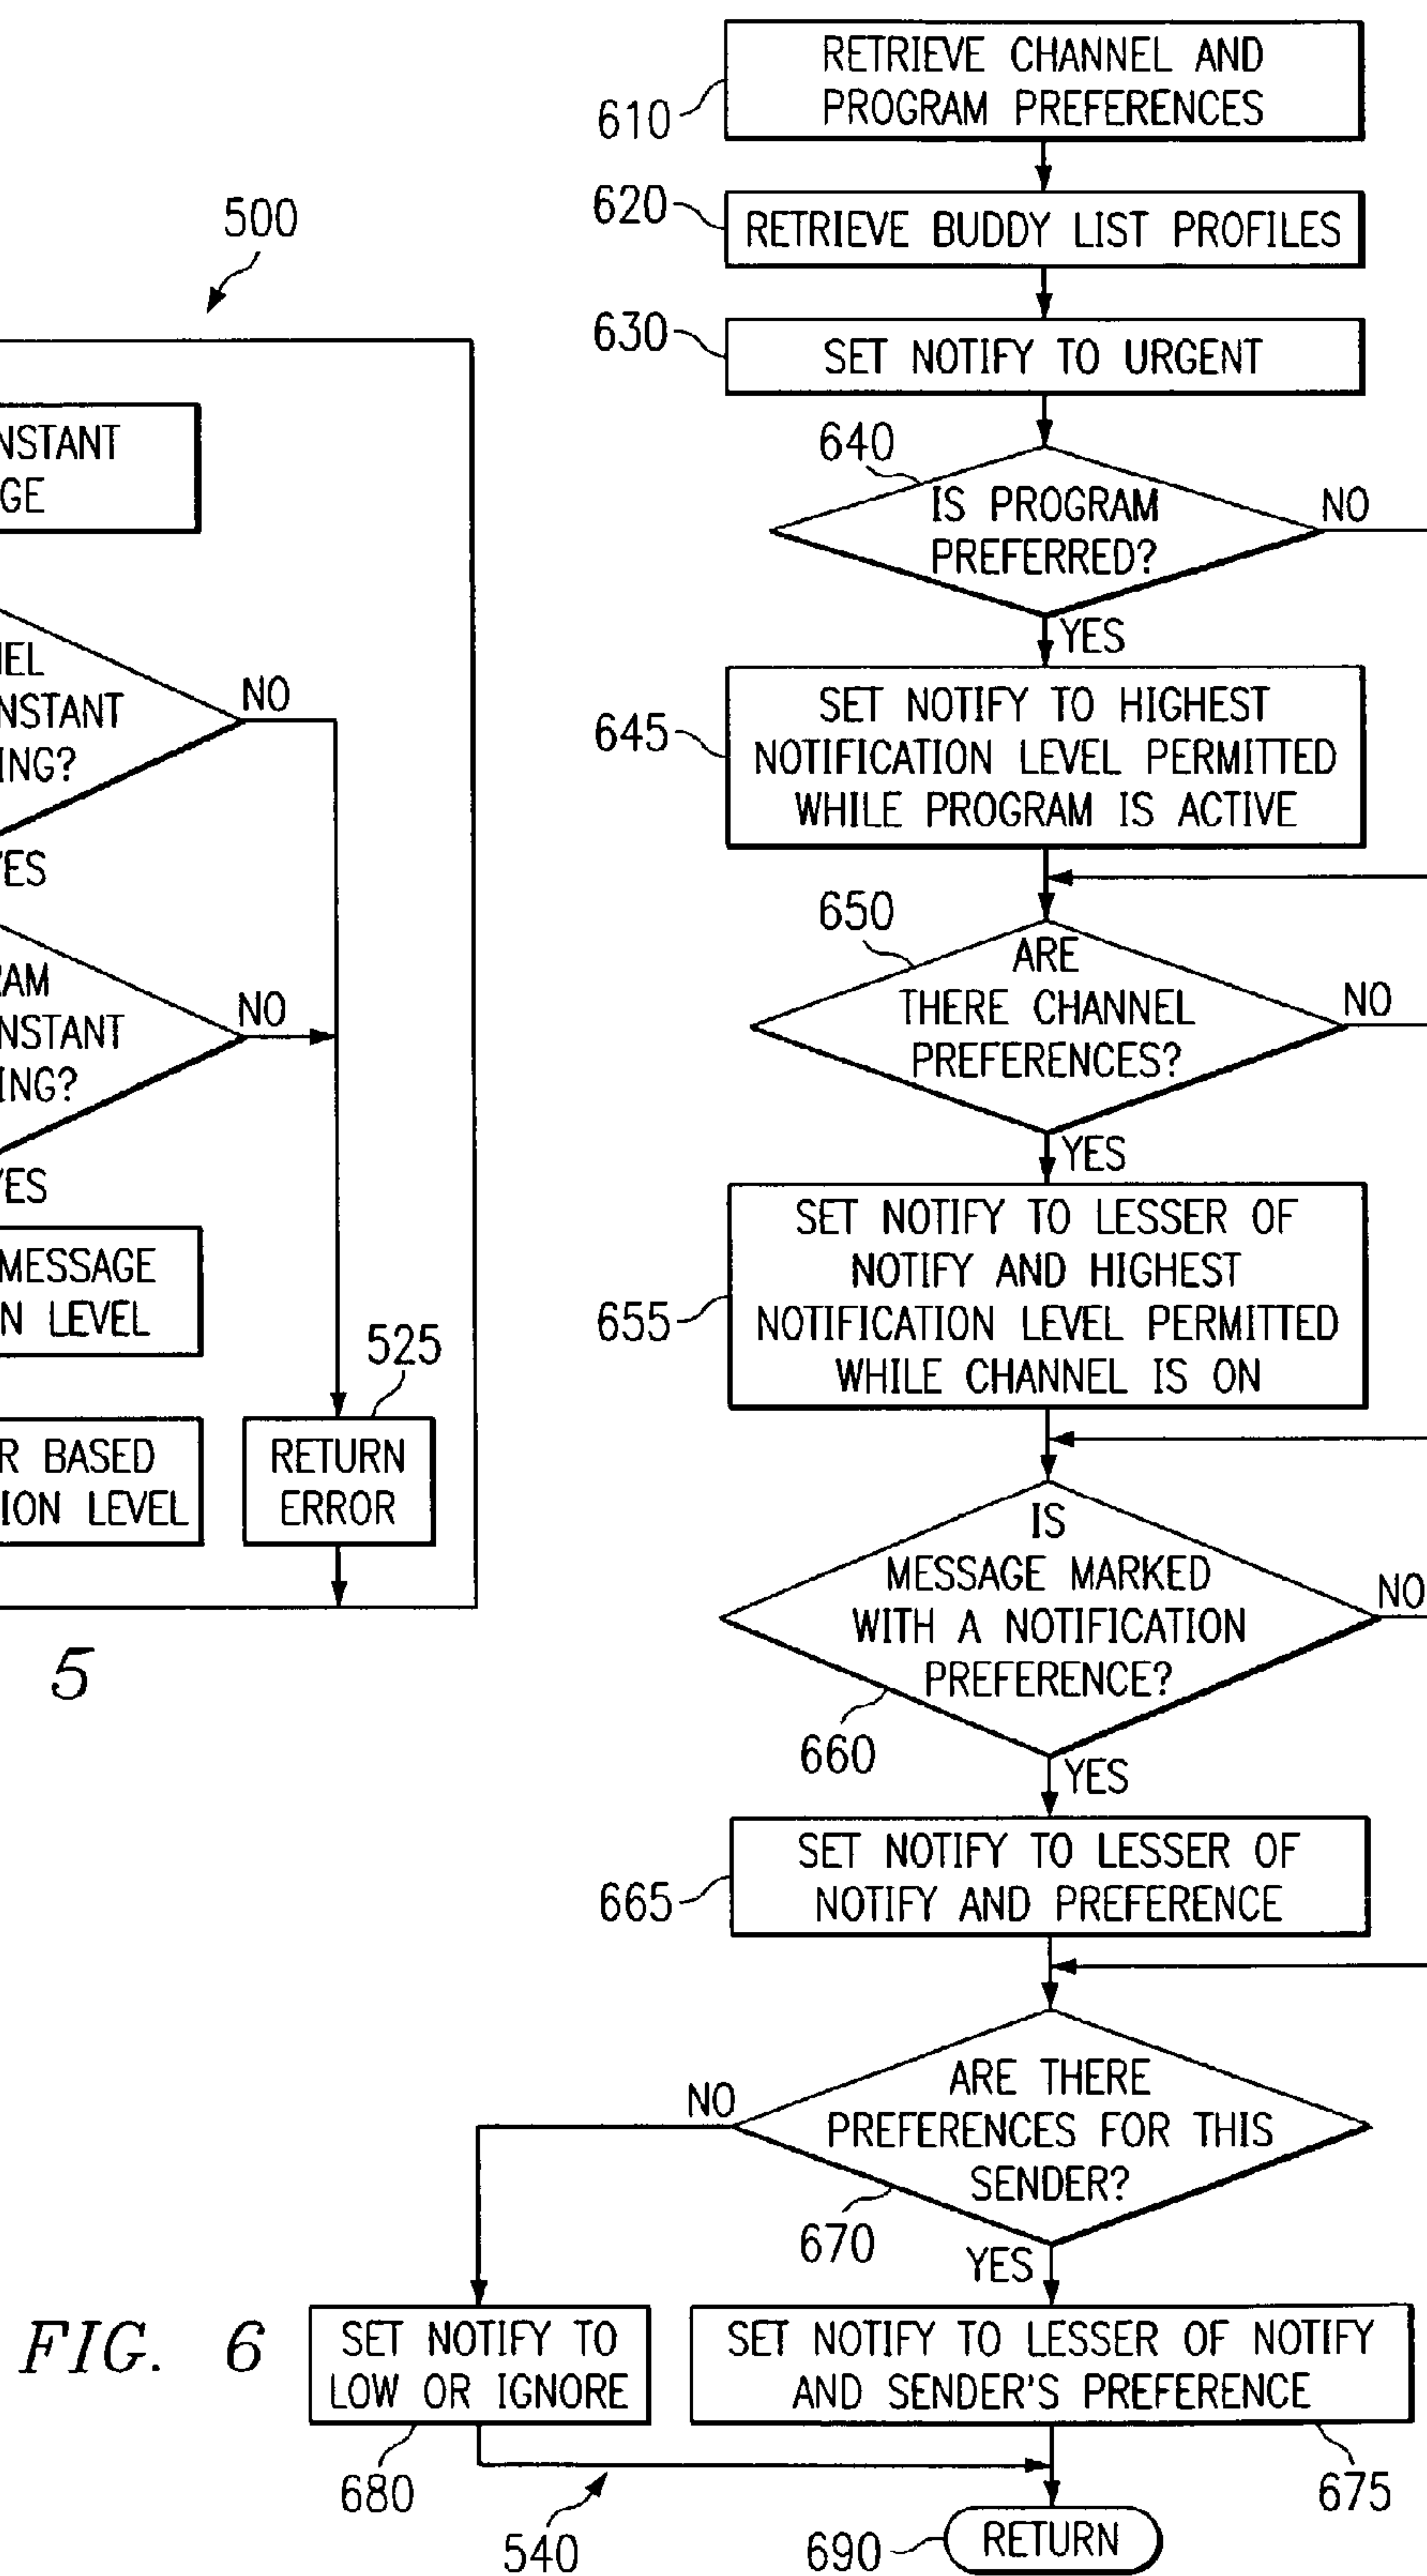 500
NSTANT
GE
NEL
NSTANT
ING?
NO
YES
RAM
NSTANT
ING?
NO
YES
MESSAGE
N LEVEL
R BASED
ION LEVEL
525
RETURN
ERROR
5
610
RETRIEVE CHANNEL AND
PROGRAM PREFERENCES
620
RETRIEVE BUDDY LIST PROFILES
630
SET NOTIFY TO URGENT
640
IS PROGRAM
PREFERRED?
NO
YES
645
SET NOTIFY TO HIGHEST
NOTIFICATION LEVEL PERMITTED
WHILE PROGRAM IS ACTIVE
650
ARE
THERE CHANNEL
PREFERENCES?
NO
YES
655
SET NOTIFY TO LESSER OF
NOTIFY AND HIGHEST
NOTIFICATION LEVEL PERMITTED
WHILE CHANNEL IS ON
IS
MESSAGE MARKED
WITH A NOTIFICATION
PREFERENCE?
NO
660
YES
665
SET NOTIFY TO LESSER OF
NOTIFY AND PREFERENCE
ARE THERE
PREFERENCES FOR THIS
SENDER?
NO
670
YES
SET NOTIFY TO
LOW OR IGNORE
680
SET NOTIFY TO LESSER OF NOTIFY
AND SENDER'S PREFERENCE
675
540
690
RETURN
FIG. 6